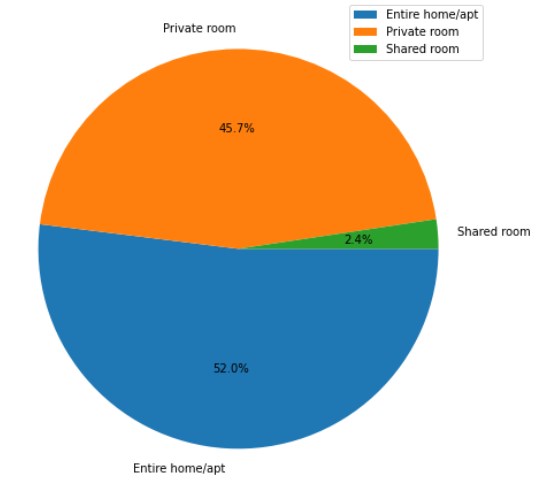 Entire home/apt
Private room
Shared room
Private room
45.7%
Shared room
2.4%
52.0%
Entire home/apt